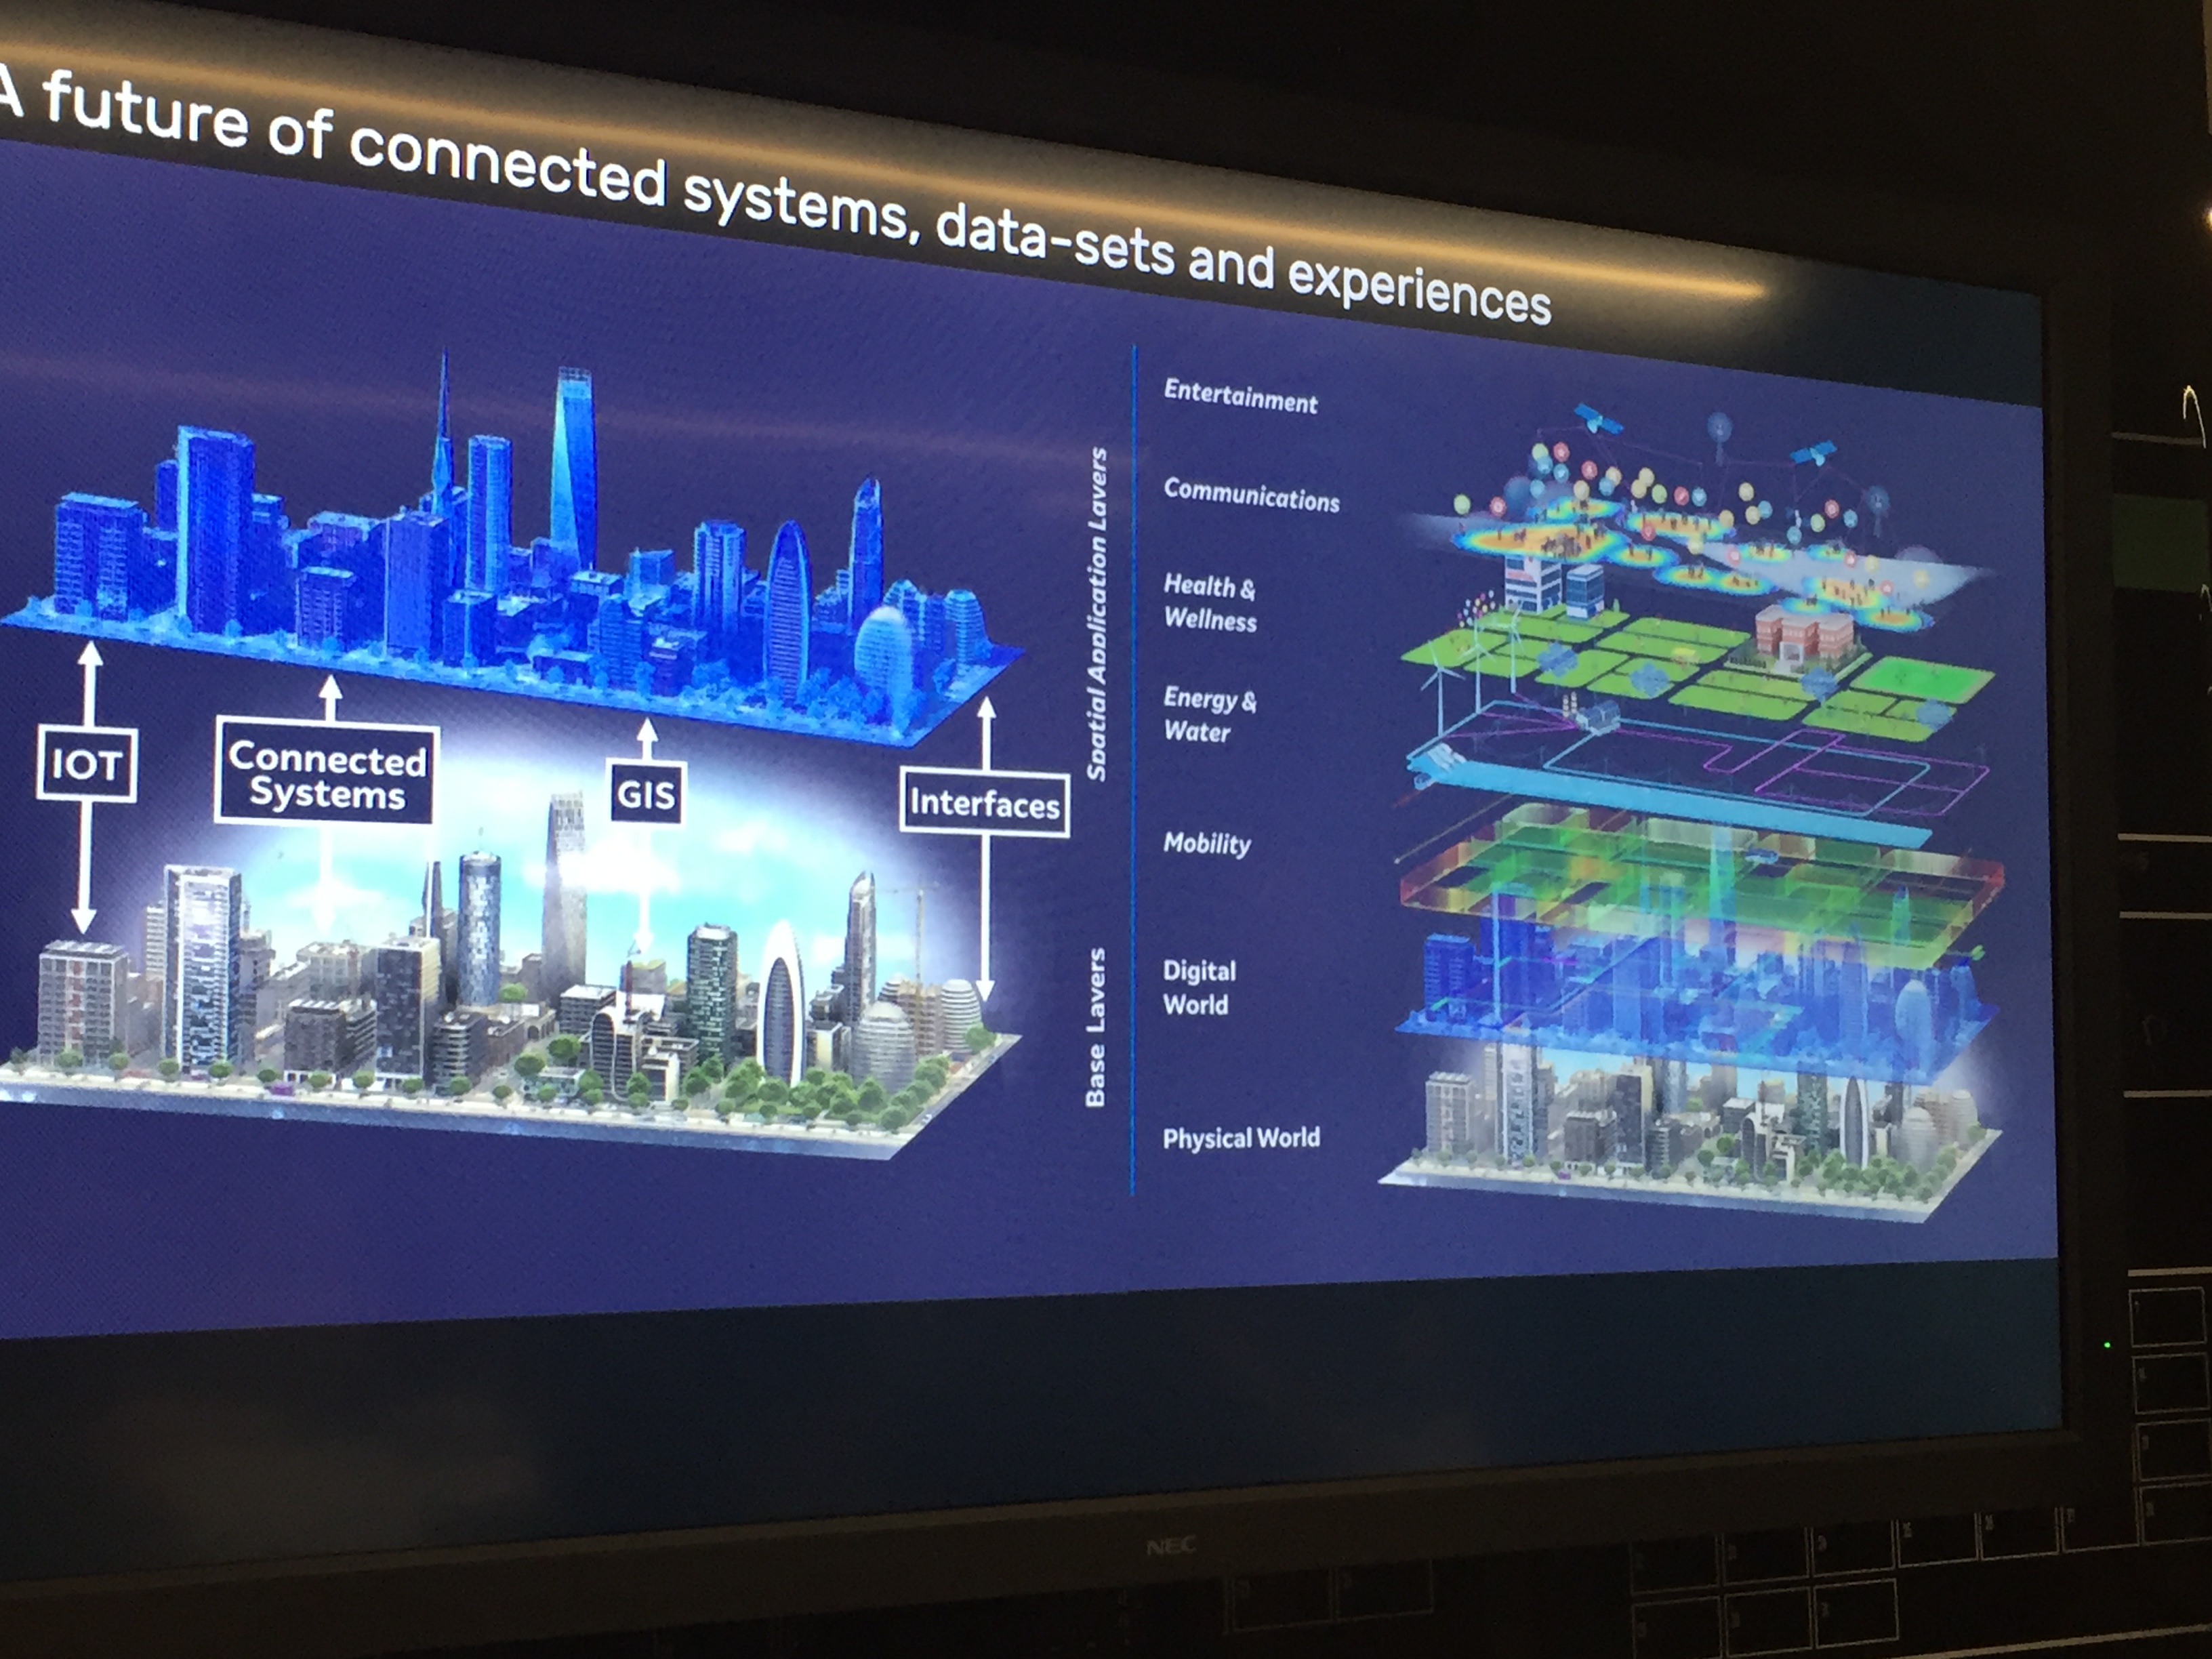 A future of connected systems, data-sets and experiences
IOT
Connected
Systems
GIS
Interfaces
Spatial Application Layers
Base Layers
Entertainment
Communications
Health &
Wellness
Energy &
Water
Mobility
Digital
World
Physical World
NEC